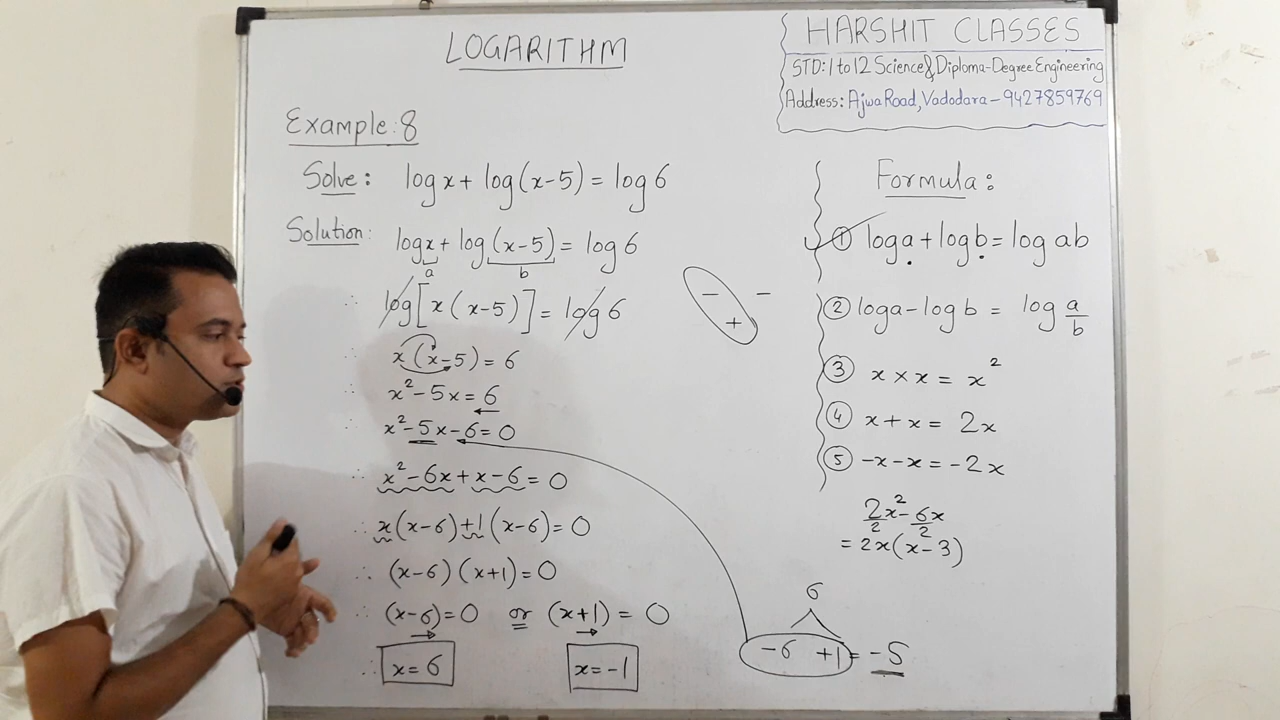 LOGARITHM
HARSHIT CLASSES
STD: 1 to 12 Science & Diploma-Degree Engineering
Address: Ajwa Road, Vadodara - 9427859769
Example: 8
Solve: log x + log(x-5) = log 6
Solution: log x + log(x-5) = log 6
a b
∴ log[x(x-5)] = log 6
∴ x(x-5) = 6
∴ x² - 5x = 6
∴ x² - 5x - 6 = 0
∴ x² - 6x + x - 6 = 0
∴ x(x-6) + 1(x-6) = 0
∴ (x-6)(x+1) = 0
∴ (x-6) = 0 or (x+1) = 0
∴ x = 6 x = -1
- -
+
Formula:
① log a + log b = log ab
② log a - log b = log a/b
③ x × x = x²
④ x + x = 2x
⑤ -x - x = -2x
2x²/2 - 6x/2
= 2x(x-3)
6
-6 +1 = -5